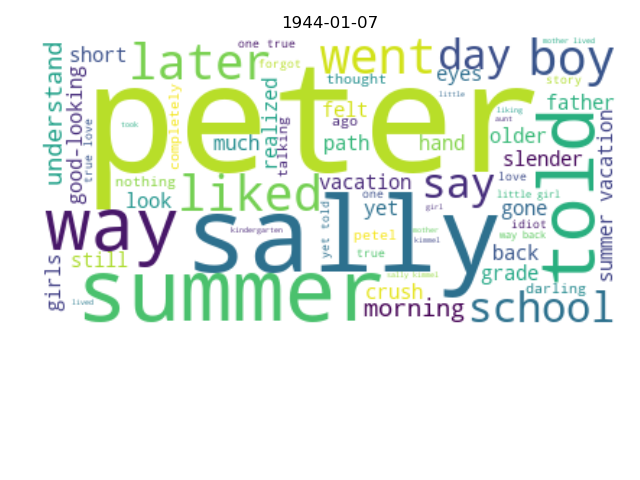 1944-01-07
one true
mother lived
understand
short
later
went
day
boy
good-looking
forgot
thought
eyes
story
peter
completely
realized
little
father
true love
took
felt
ago
liking
aunt
told
summer vacation
much
talking
path
hand
older
slender
nothing
vacation
say
love
look
liked
one
yet
girl
little girl
gone
idiot
way
sally
kindergarten
yet told
petel
mother
kimmel
way back
back
girls
still
true
sally kimmel
grade
summer
crush
darling
lived
morning
school